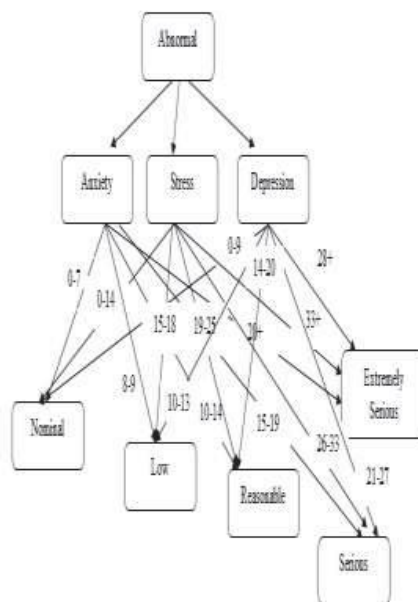 Abnormal
Anxiety
Stress
Depression
0-9
14-20
28+
0-7
0-14
15-18
19-25
20+
33+
8-9
10-13
10-14
15-19
26-33
21-27
Extremely
Serious
Nominal
Low
Reasonable
Serious